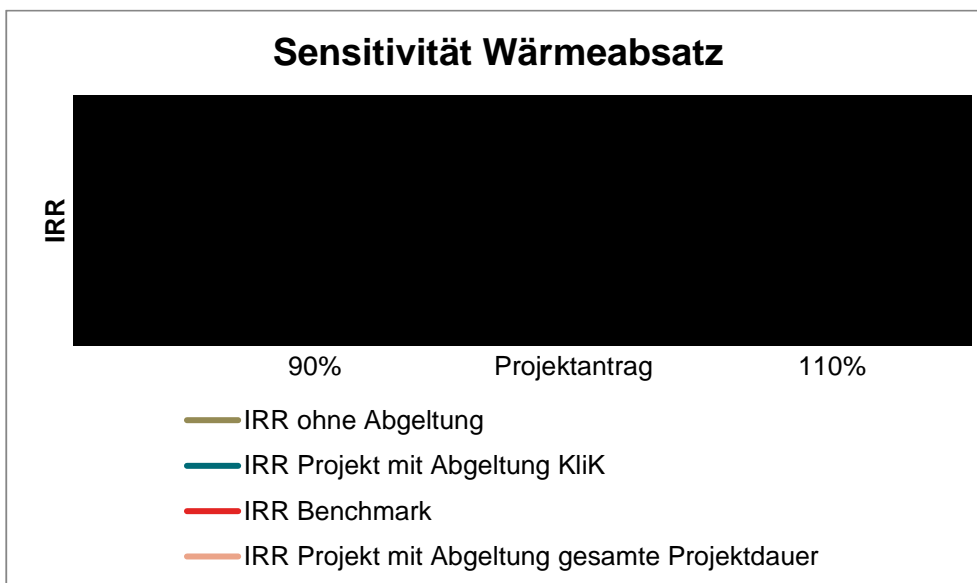 Sensitivität Wärmeabsatz
IRR
90% Projektantrag 110%
IRR ohne Abgeltung
IRR Projekt mit Abgeltung KliK
IRR Benchmark
IRR Projekt mit Abgeltung gesamte Projektdauer